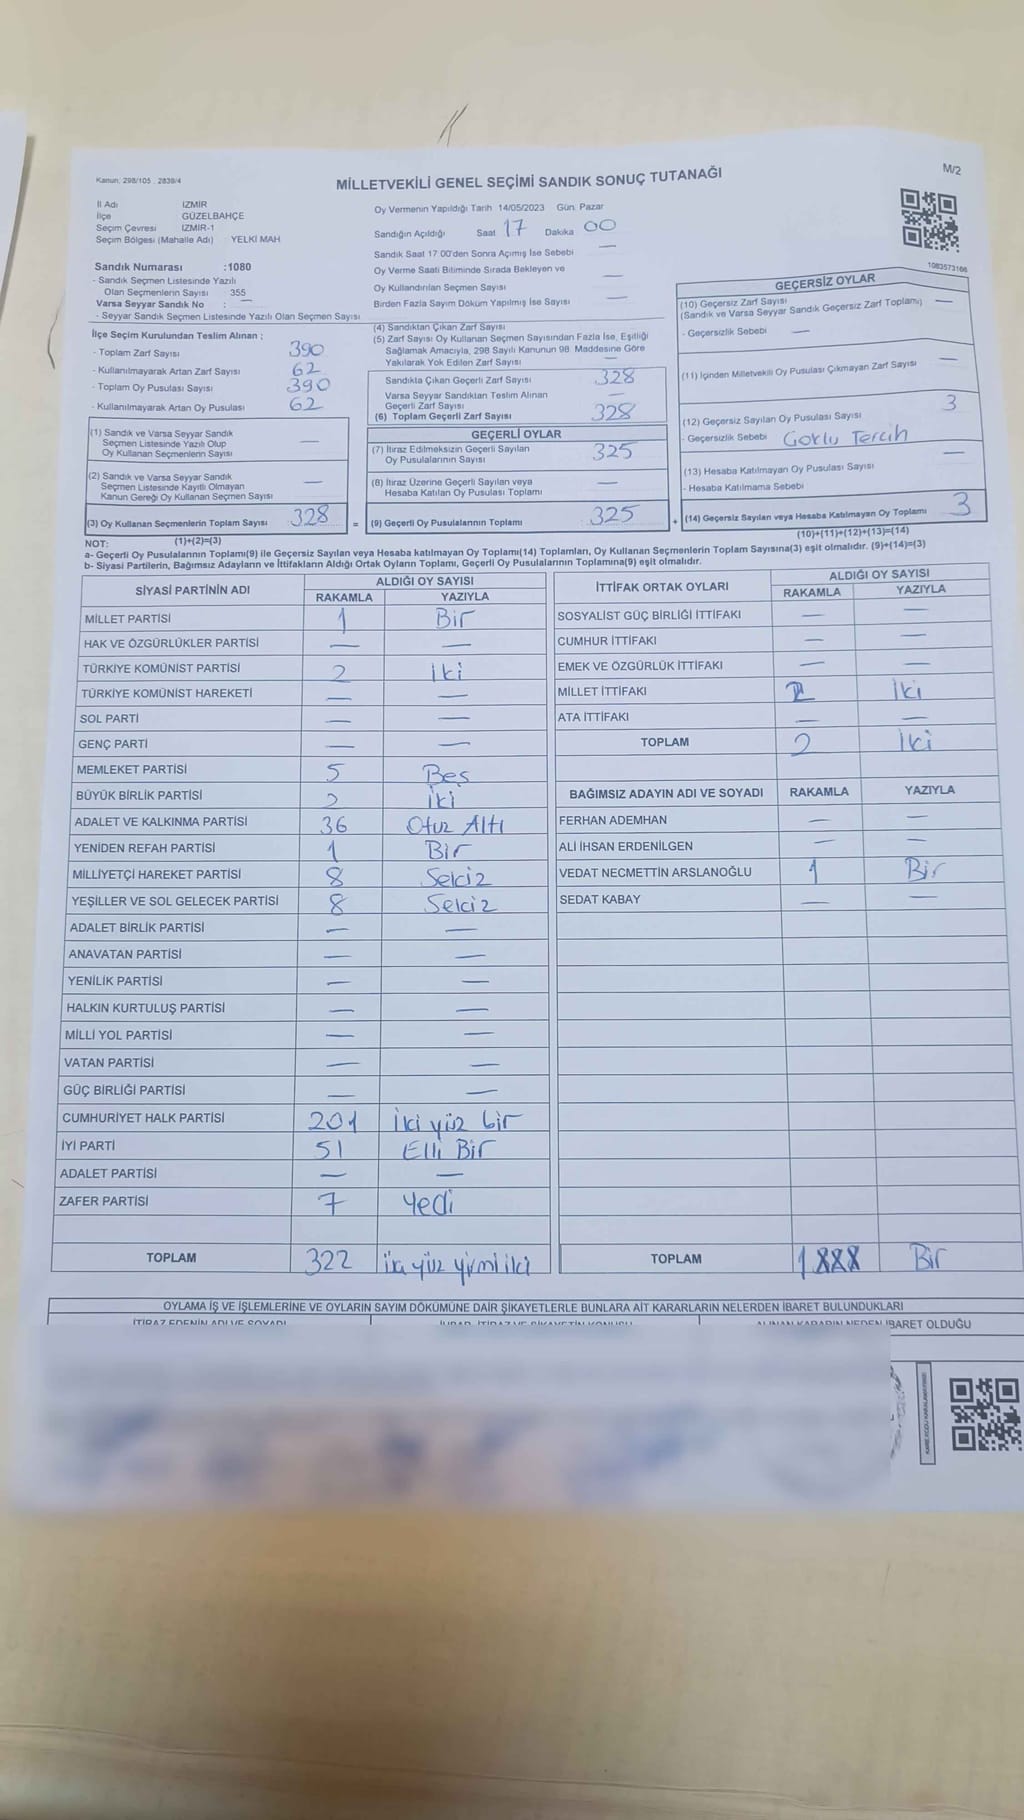 Kanun: 298/105 , 2839/4
M/2
MİLLETVEKİLİ GENEL SEÇİMİ SANDIK SONUÇ TUTANAĞI
İl Adı İZMİR
İlçe GÜZELBAHÇE
Seçim Çevresi İZMİR-1
Seçim Bölgesi (Mahalle Adı) YELKİ MAH
Sandık Numarası :1080
- Sandık Seçmen Listesinde Yazılı
Olan Seçmenlerin Sayısı 355
Varsa Seyyar Sandık No : —
- Seyyar Sandık Seçmen Listesinde Yazılı Olan Seçmen Sayısı
İlçe Seçim Kurulundan Teslim Alınan ;
- Toplam Zarf Sayısı 390
- Kullanılmayarak Artan Zarf Sayısı 62
- Toplam Oy Pusulası Sayısı 390
- Kullanılmayarak Artan Oy Pusulası 62
(1) Sandık ve Varsa Seyyar Sandık
Seçmen Listesinde Yazılı Olup
Oy Kullanan Seçmenlerin Sayısı —
(2) Sandık ve Varsa Seyyar Sandık
Seçmen Listesinde Kayıtlı Olmayan
Kanun Gereği Oy Kullanan Seçmen Sayısı —
(3) Oy Kullanan Seçmenlerin Toplam Sayısı 328
(1)+(2)=(3)
Oy Vermenin Yapıldığı Tarih 14/05/2023 Gün: Pazar
Sandığın Açıldığı Saat 17 Dakika 00
Sandık Saat 17:00'den Sonra Açımış İse Sebebi —
Oy Verme Saati Bitiminde Sırada Bekleyen ve
Oy Kullandırılan Seçmen Sayısı —
Birden Fazla Sayım Döküm Yapılmış İse Sayısı —
(4) Sandıktan Çıkan Zarf Sayısı
(5) Zarf Sayısı Oy Kullanan Seçmen Sayısından Fazla İse, Eşitliği
Sağlamak Amacıyla, 298 Sayılı Kanunun 98. Maddesine Göre
Yakılarak Yok Edilen Zarf Sayısı —
Sandıkta Çıkan Geçerli Zarf Sayısı 328
Varsa Seyyar Sandıktan Teslim Alınan
Geçerli Zarf Sayısı —
(6) Toplam Geçerli Zarf Sayısı 328
GEÇERLİ OYLAR
(7) İtiraz Edilmeksizin Geçerli Sayılan
Oy Pusulalarının Sayısı 325
(8) İtiraz Üzerine Geçerli Sayılan veya
Hesaba Katılan Oy Pusulası Toplamı —
= (9) Geçerli Oy Pusulalarının Toplamı 325
1083573166
GEÇERSİZ OYLAR
(10) Geçersiz Zarf Sayısı
(Sandık ve Varsa Seyyar Sandık Geçersiz Zarf Toplamı) —
- Geçersizlik Sebebi —
(11) İçinden Milletvekili Oy Pusulası Çıkmayan Zarf Sayısı —
(12) Geçersiz Sayılan Oy Pusulası Sayısı 3
- Geçersizlik Sebebi Çoklu Tercih
(13) Hesaba Katılmayan Oy Pusulası Sayısı —
- Hesaba Katılmama Sebebi
+ (14) Geçersiz Sayılan veya Hesaba Katılmayan Oy Toplamı 3
(10)+(11)+(12)+(13)=(14)
NOT:
a- Geçerli Oy Pusulalarının Toplamı(9) ile Geçersiz Sayılan veya Hesaba katılmayan Oy Toplamı(14) Toplamları, Oy Kullanan Seçmenlerin Toplam Sayısına(3) eşit olmalıdır. (9)+(14)=(3)
b- Siyasi Partilerin, Bağımsız Adayların ve İttifakların Aldığı Ortak Oyların Toplamı, Geçerli Oy Pusulalarının Toplamına(9) eşit olmalıdır.
SİYASİ PARTİNİN ADI ALDIĞI OY SAYISI
RAKAMLA YAZIYLA
MİLLET PARTİSİ 1 Bir
HAK VE ÖZGÜRLÜKLER PARTİSİ — —
TÜRKİYE KOMÜNİST PARTİSİ 2 İki
TÜRKİYE KOMÜNİST HAREKETİ — —
SOL PARTİ — —
GENÇ PARTİ — —
MEMLEKET PARTİSİ 5 Beş
BÜYÜK BİRLİK PARTİSİ 2 İki
ADALET VE KALKINMA PARTİSİ 36 Otuz Altı
YENİDEN REFAH PARTİSİ 1 Bir
MİLLİYETÇİ HAREKET PARTİSİ 8 Sekiz
YEŞİLLER VE SOL GELECEK PARTİSİ 8 Sekiz
ADALET BİRLİK PARTİSİ — —
ANAVATAN PARTİSİ — —
YENİLİK PARTİSİ — —
HALKIN KURTULUŞ PARTİSİ — —
MİLLİ YOL PARTİSİ — —
VATAN PARTİSİ — —
GÜÇ BİRLİĞİ PARTİSİ — —
CUMHURİYET HALK PARTİSİ 201 İki yüz bir
İYİ PARTİ 51 Elli Bir
ADALET PARTİSİ — —
ZAFER PARTİSİ 7 Yedi
TOPLAM 322 üç yüz yirmi iki
İTTİFAK ORTAK OYLARI ALDIĞI OY SAYISI
RAKAMLA YAZIYLA
SOSYALİST GÜÇ BİRLİĞİ İTTİFAKI — —
CUMHUR İTTİFAKI — —
EMEK VE ÖZGÜRLÜK İTTİFAKI — —
MİLLET İTTİFAKI 2 İki
ATA İTTİFAKI — —
TOPLAM 2 İki
BAĞIMSIZ ADAYIN ADI VE SOYADI RAKAMLA YAZIYLA
FERHAN ADEMHAN — —
ALİ İHSAN ERDENİLGEN — —
VEDAT NECMETTİN ARSLANOĞLU 1 Bir
SEDAT KABAY — —
TOPLAM 1 Bir
OYLAMA İŞ VE İŞLEMLERİNE VE OYLARIN SAYIM DÖKÜMÜNE DAİR ŞİKAYETLERLE BUNLARA AİT KARARLARIN NELERDEN İBARET BULUNDUKLARI
İTİRAZ EDENİN ADI VE SOYADI
ALINAN KARARIN NEDEN İBARET OLDUĞU